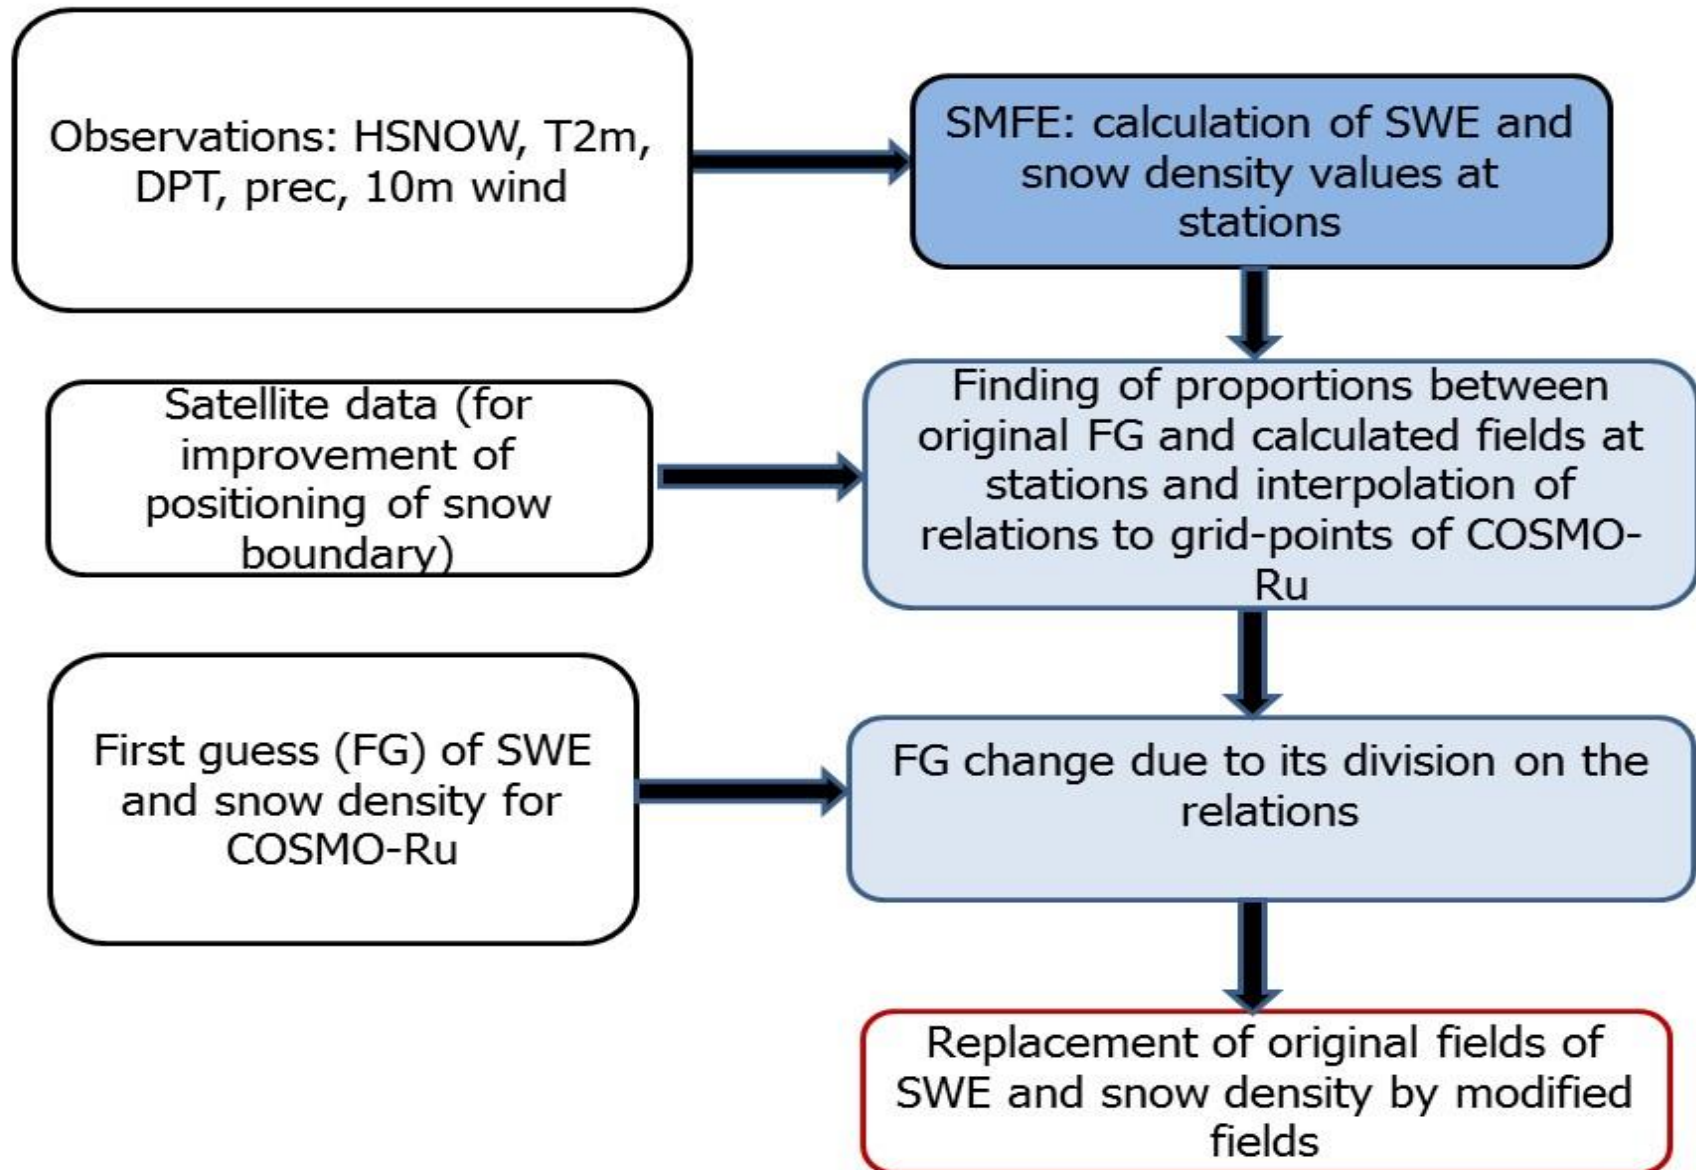 Observations: HSNOW, T2m,
DPT, prec, 10m wind
SMFE: calculation of SWE and
snow density values at
stations
Satellite data (for
improvement of
positioning of snow
boundary)
Finding of proportions between
original FG and calculated fields at
stations and interpolation of
relations to grid-points of COSMO-
Ru
First guess (FG) of SWE
and snow density for
COSMO-Ru
FG change due to its division on the
relations
Replacement of original fields of
SWE and snow density by modified
fields